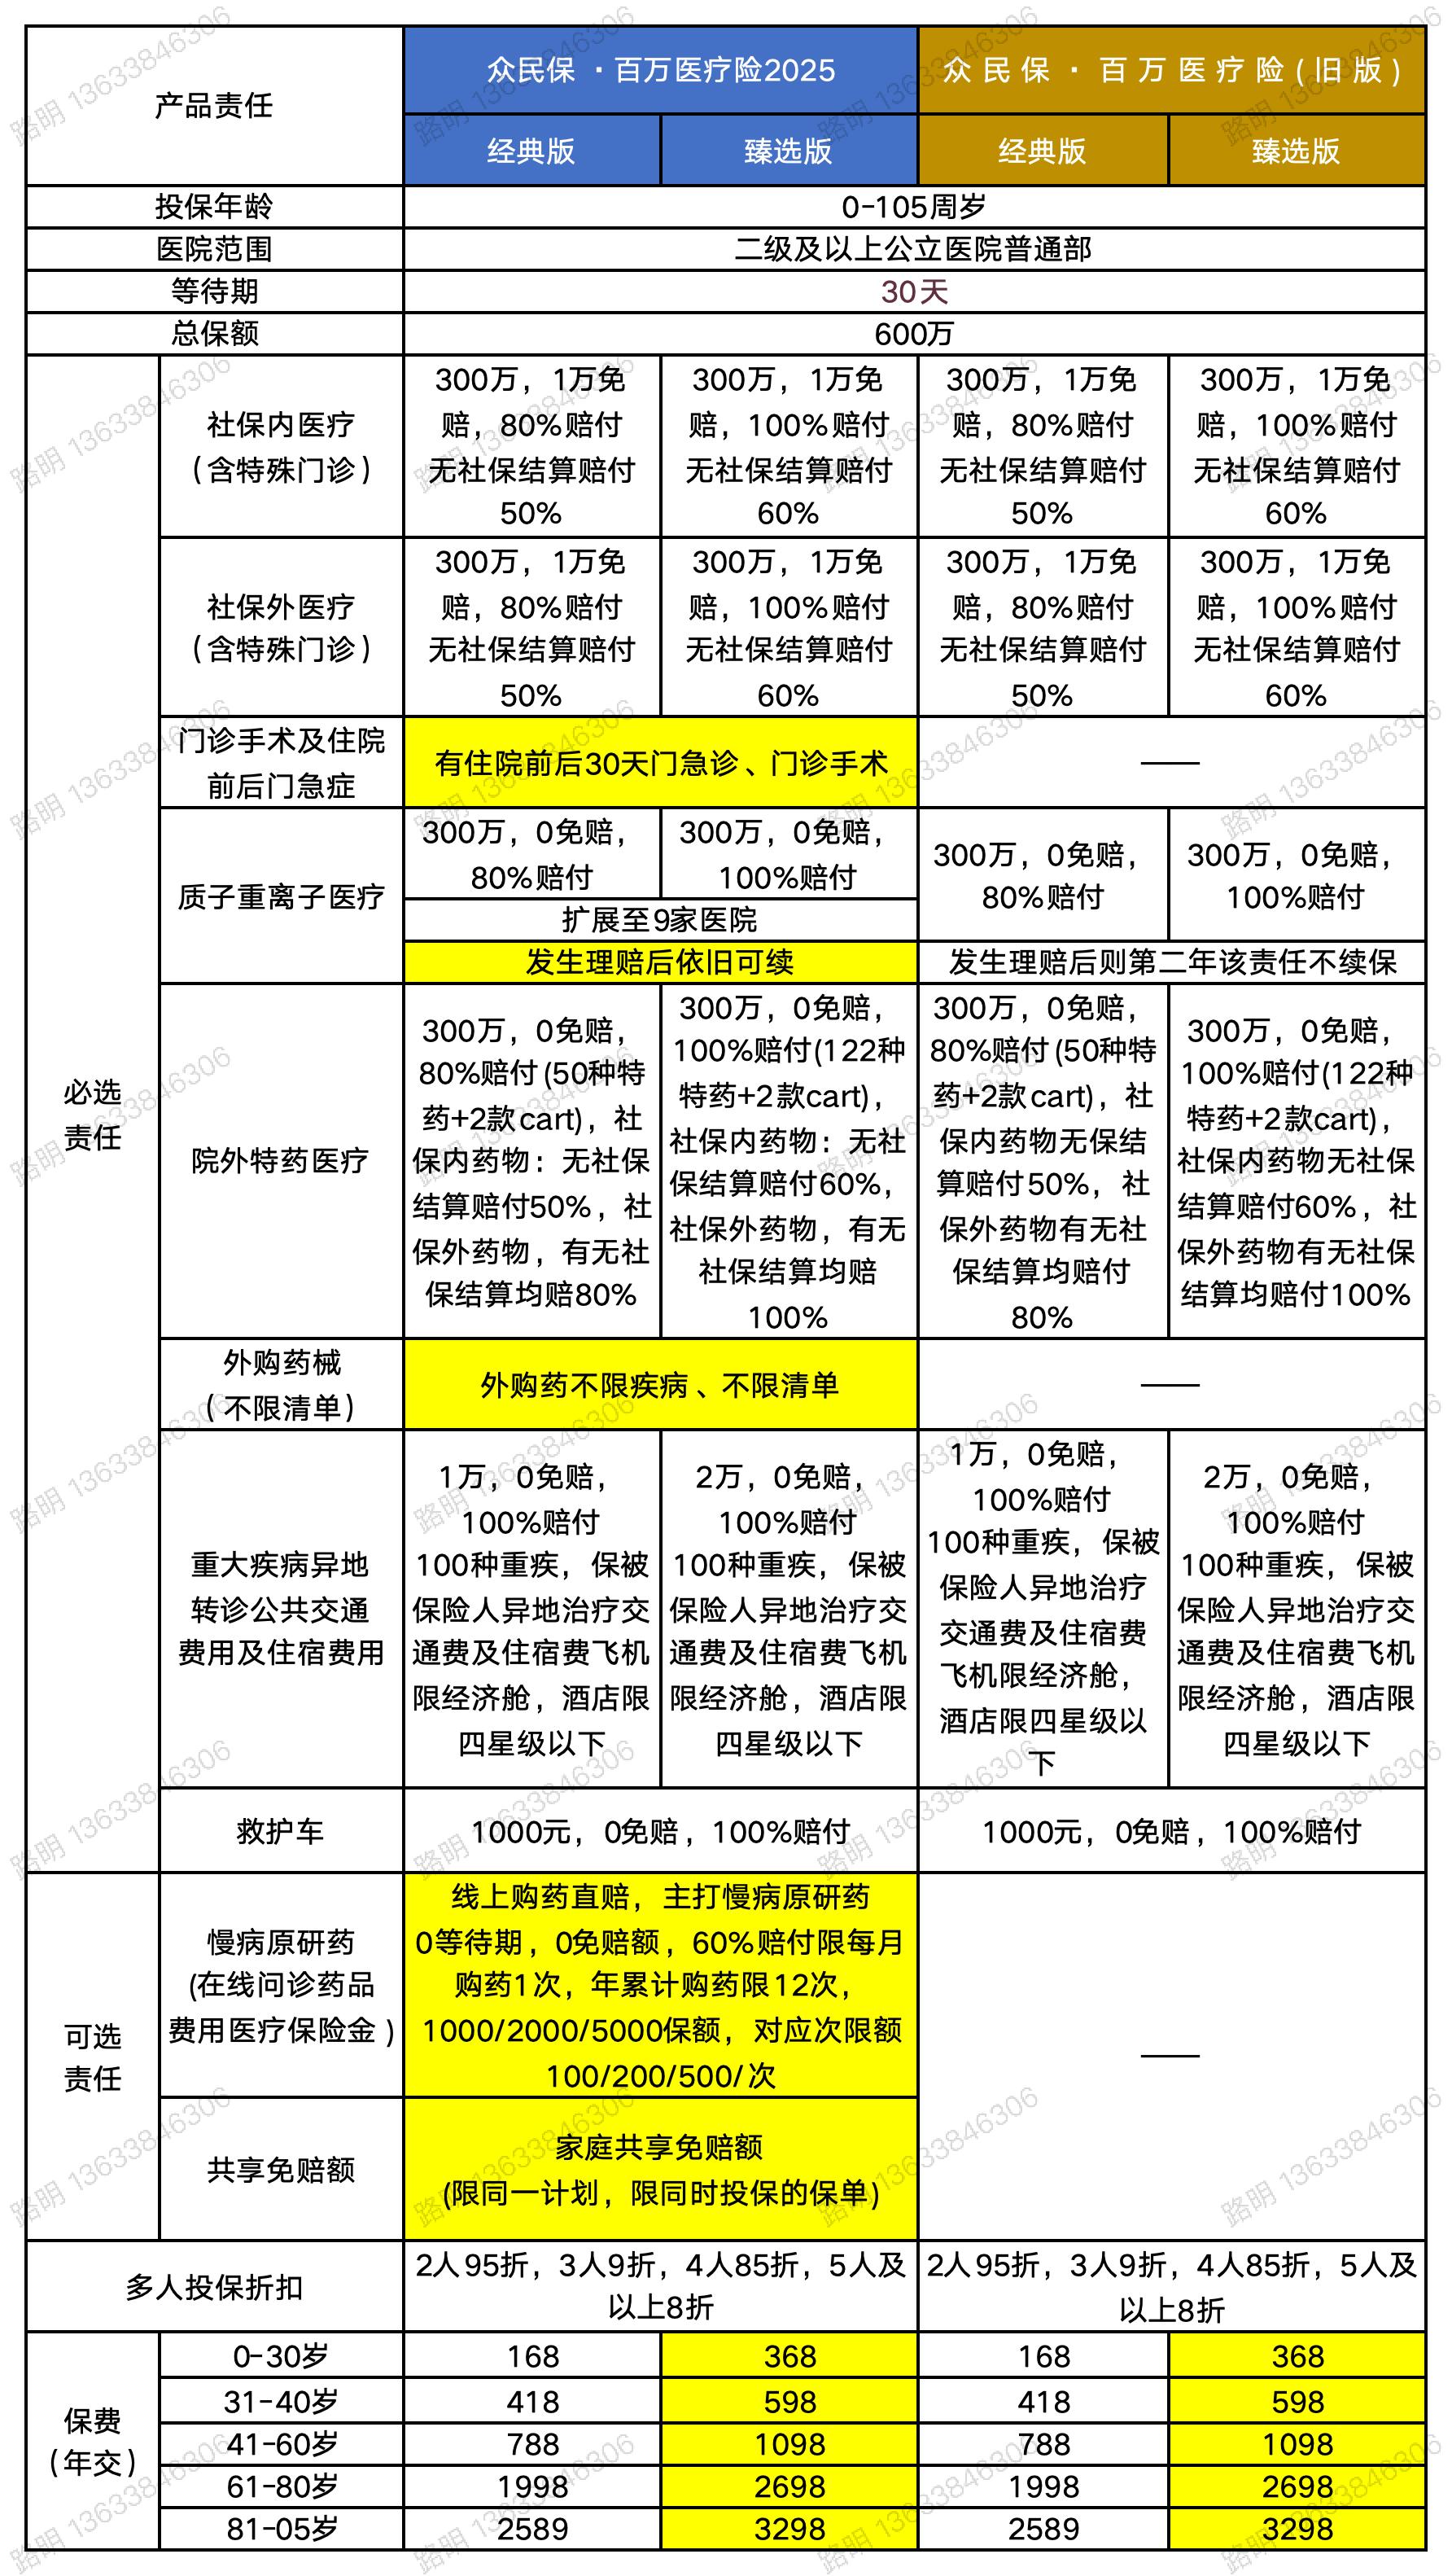 产品责任
众民保 · 百万医疗险2025
众民保·百万医疗险(旧版)
经典版
臻选版
经典版
臻选版
投保年龄
0-105周岁
医院范围
二级及以上公立医院普通部
等待期
30天
总保额
600万
必选
责任
社保内医疗
（含特殊门诊）
300万，1万免
赔，80%赔付
无社保结算赔付
50%
300万，1万免
赔，100%赔付
无社保结算赔付
60%
300万，1万免
赔，80%赔付
无社保结算赔付
50%
300万，1万免
赔，100%赔付
无社保结算赔付
60%
社保外医疗
（含特殊门诊）
300万，1万免
赔，80%赔付
无社保结算赔付
50%
300万，1万免
赔，100%赔付
无社保结算赔付
60%
300万，1万免
赔，80%赔付
无社保结算赔付
50%
300万，1万免
赔，100%赔付
无社保结算赔付
60%
门诊手术及住院
前后门急症
有住院前后30天门急诊、门诊手术
——
质子重离子医疗
300万，0免赔，
80%赔付
300万，0免赔，
100%赔付
300万，0免赔，
80%赔付
300万，0免赔，
100%赔付
扩展至9家医院
发生理赔后依旧可续
发生理赔后则第二年该责任不续保
院外特药医疗
300万，0免赔，
80%赔付(50种特
药+2款cart)，社
保内药物：无社保
结算赔付50%，社
保外药物，有无社
保结算均赔80%
300万，0免赔，
100%赔付(122种
特药+2款cart)，
社保内药物：无社
保结算赔付60%，
社保外药物，有无
社保结算均赔
100%
300万，0免赔，
80%赔付(50种特
药+2款cart)，社
保内药物无保结
算赔付50%，社
保外药物有无社
保结算均赔付
80%
300万，0免赔，
100%赔付(122种
特药+2款cart)，
社保内药物无社保
结算赔付60%，社
保外药物有无社保
结算均赔付100%
外购药械
（不限清单）
外购药不限疾病、不限清单
——
重大疾病异地
转诊公共交通
费用及住宿费用
1万，0免赔，
100%赔付
100种重疾，保被
保险人异地治疗交
通费及住宿费飞机
限经济舱，酒店限
四星级以下
2万，0免赔，
100%赔付
100种重疾，保被
保险人异地治疗交
通费及住宿费飞机
限经济舱，酒店限
四星级以下
1万，0免赔，
100%赔付
100种重疾，保被
保险人异地治疗
交通费及住宿费
飞机限经济舱，
酒店限四星级以
下
2万，0免赔，
100%赔付
100种重疾，保被
保险人异地治疗交
通费及住宿费飞机
限经济舱，酒店限
四星级以下
救护车
1000元，0免赔，100%赔付
1000元，0免赔，100%赔付
可选
责任
慢病原研药
(在线问诊药品
费用医疗保险金)
线上购药直赔，主打慢病原研药
0等待期，0免赔额，60%赔付限每月
购药1次，年累计购药限12次，
1000/2000/5000保额，对应次限额
100/200/500/次
——
共享免赔额
家庭共享免赔额
(限同一计划，限同时投保的保单)
多人投保折扣
2人95折，3人9折，4人85折，5人及
以上8折
2人95折，3人9折，4人85折，5人及
以上8折
保费
（年交）
0-30岁
168
368
168
368
31-40岁
418
598
418
598
41-60岁
788
1098
788
1098
61-80岁
1998
2698
1998
2698
81-05岁
2589
3298
2589
3298
路明 13633846306